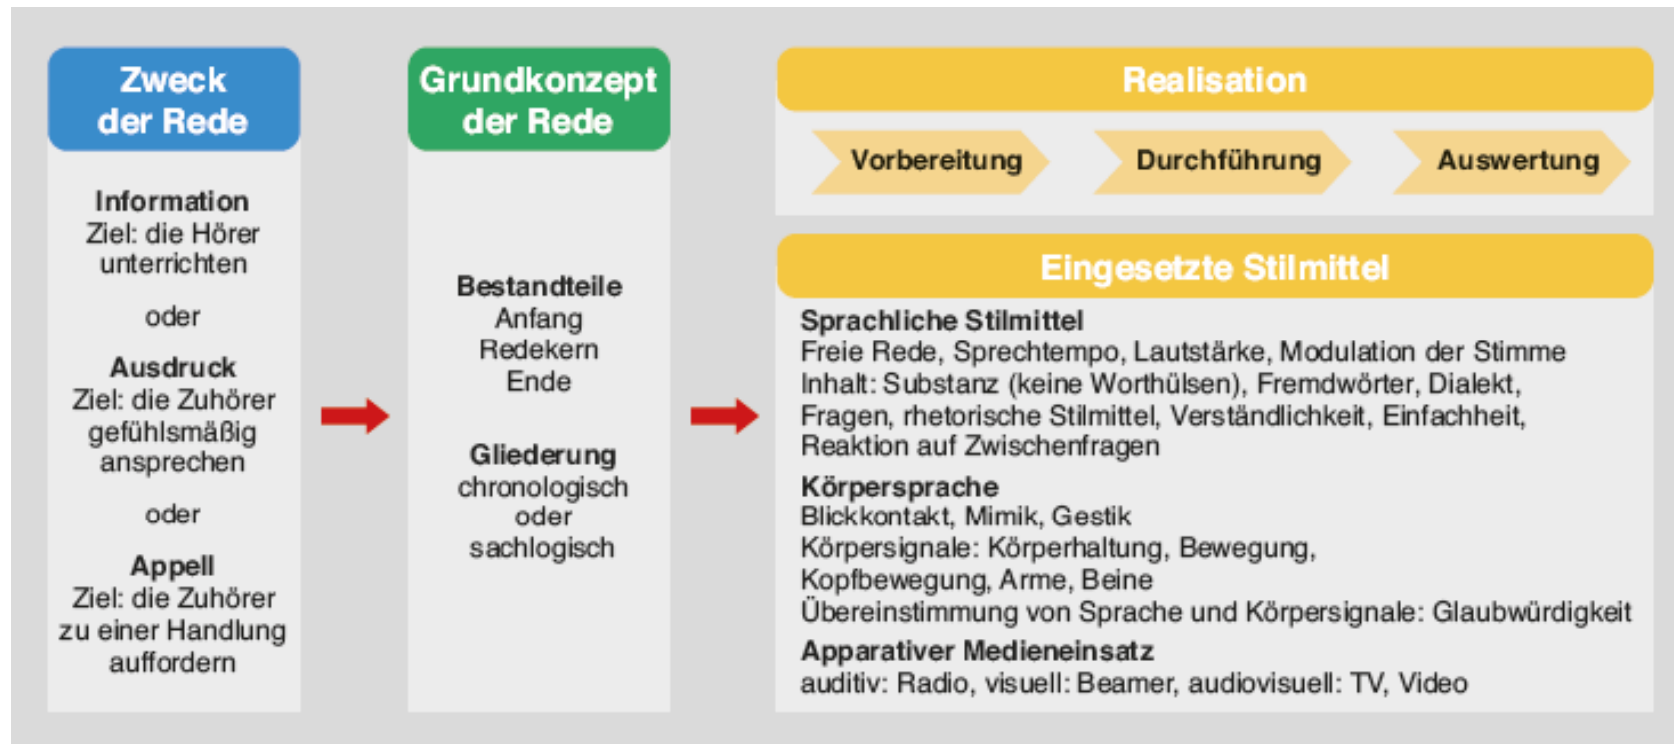 Zweck
der Rede
Information
Ziel: die Hörer
unterrichten
oder
Ausdruck
Ziel: die Zuhörer
gefühlsmäßig
ansprechen
oder
Appell
Ziel: die Zuhörer
zu einer Handlung
auffordern
Grundkonzept
der Rede
Bestandteile
Anfang
Redekern
Ende
Gliederung
chronologisch
oder
sachlogisch
Realisation
Vorbereitung
Durchführung
Auswertung
Eingesetzte Stilmittel
Sprachliche Stilmittel
Freie Rede, Sprechtempo, Lautstärke, Modulation der Stimme
Inhalt: Substanz (keine Worthülsen), Fremdwörter, Dialekt,
Fragen, rhetorische Stilmittel, Verständlichkeit, Einfachheit,
Reaktion auf Zwischenfragen
Körpersprache
Blickkontakt, Mimik, Gestik
Körpersignale: Körperhaltung, Bewegung,
Kopfbewegung, Arme, Beine
Übereinstimmung von Sprache und Körpersignale: Glaubwürdigkeit
Apparativer Medieneinsatz
auditiv: Radio, visuell: Beamer, audiovisuell: TV, Video